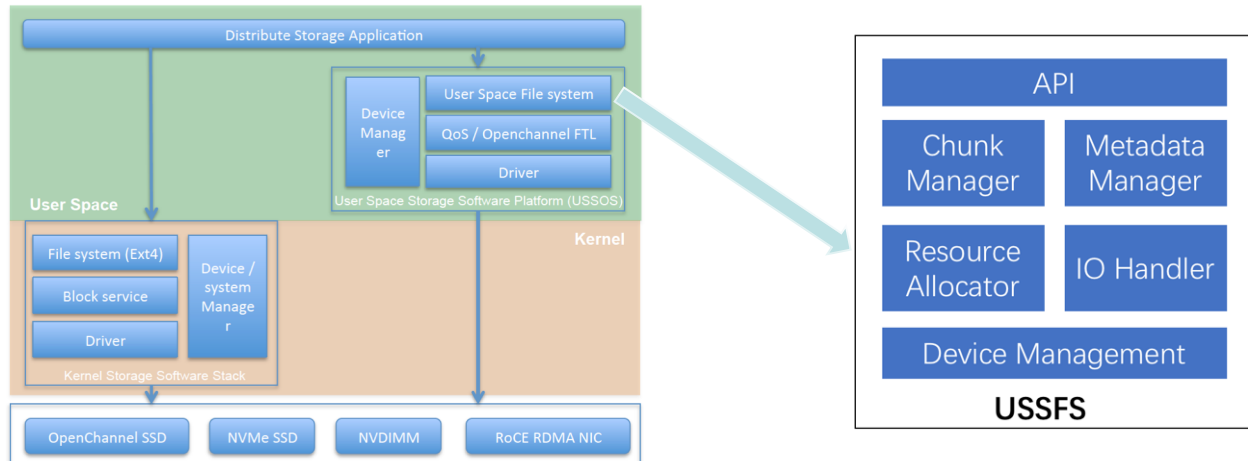 Distribute Storage Application
Device
Manag
er
User Space File system
QoS / Openchannel FTL
Driver
User Space Storage Software Platform (USSOS)
User Space
Kernel
File system (Ext4)
Block service
Driver
Device /
system
Manage
r
Kernel Storage Software Stack
OpenChannel SSD
NVMe SSD
NVDIMM
RoCE RDMA NIC
API
Chunk
Manager
Metadata
Manager
Resource
Allocator
IO Handler
Device Management
USSFS